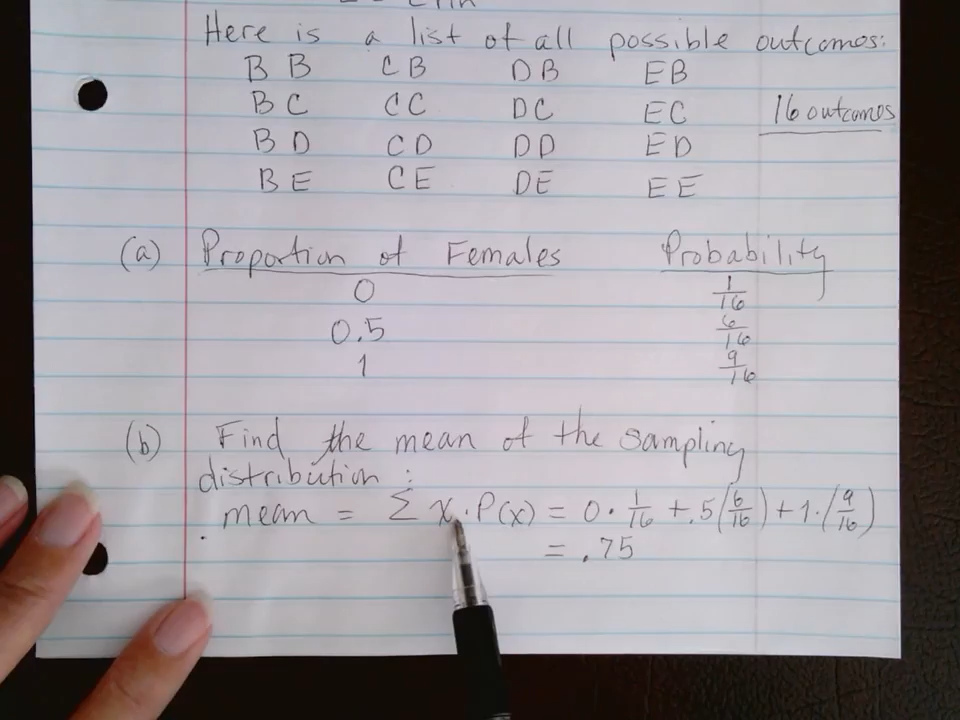 Here is a list of all possible outcomes:
B B C B D B E B
B C C C D C E C 16 outcomes
B D C D D D E D
B E C E D E E E
(a) Proportion of Females Probability
0 1/16
0.5 6/16
1 9/16
(b) Find the mean of the sampling
distribution :
mean = Σ x · P(x) = 0 · 1/16 + .5 (6/16) + 1 · (9/16)
= .75